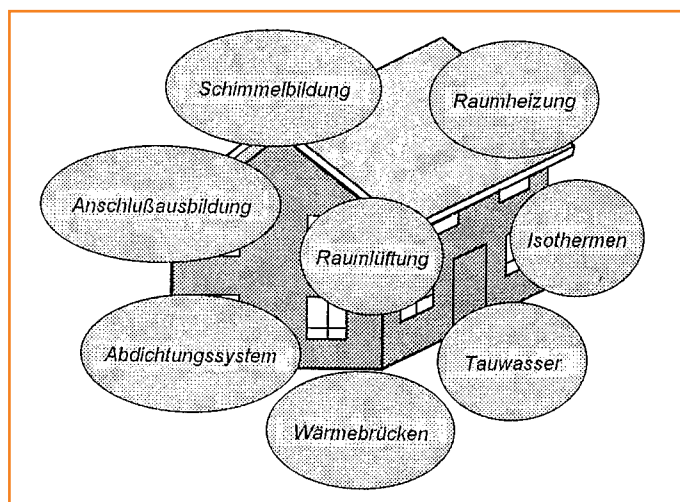 Schimmelbildung
Raumheizung
Anschlußausbildung
Raumlüftung
Isothermen
Abdichtungssystem
Tauwasser
Wärmebrücken